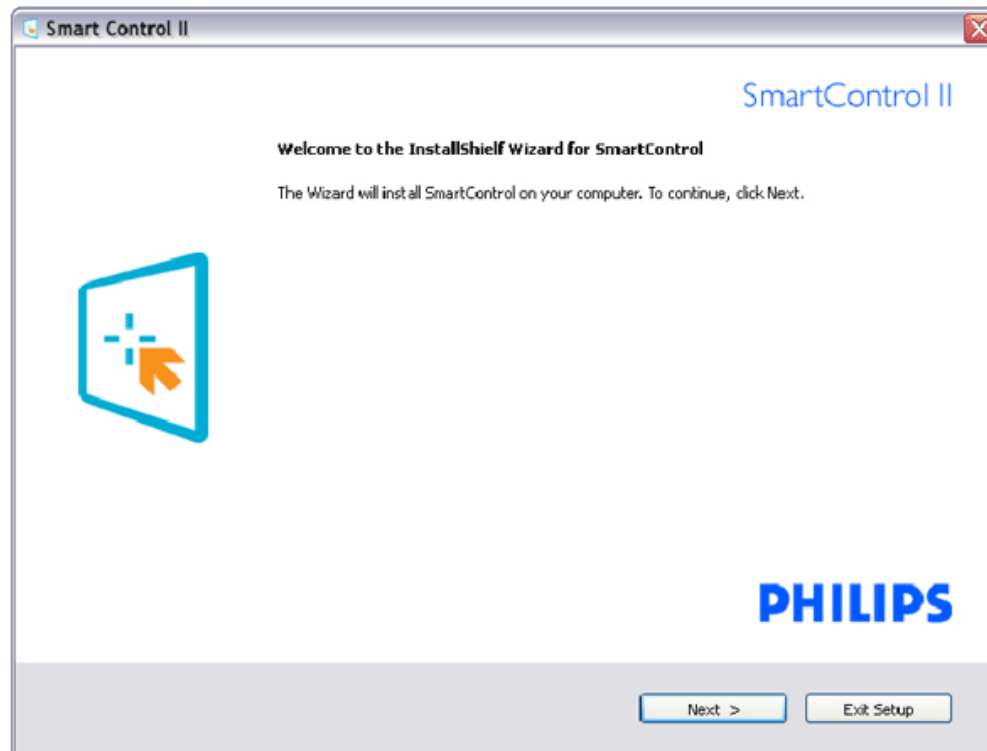 Smart Control II
SmartControl II
Welcome to the InstallShielf Wizard for SmartControl
The Wizard will install SmartControl on your computer. To continue, click Next.
PHILIPS
Next >
Exit Setup